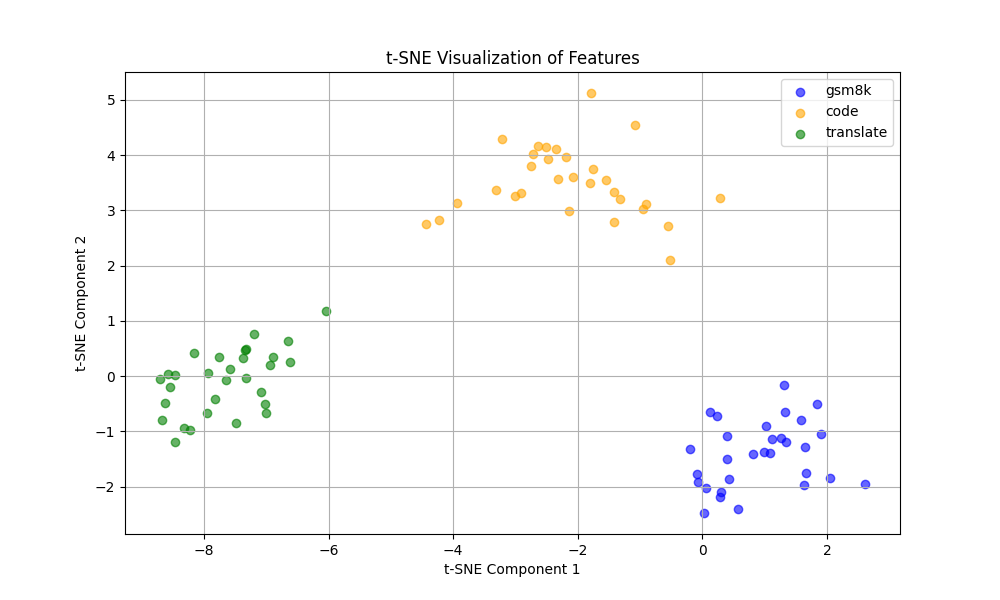 t-SNE Visualization of Features
gsm8k
code
translate
5
4
3
2
1
0
−1
−2
t-SNE Component 2
−8
−6
−4
−2
0
2
t-SNE Component 1